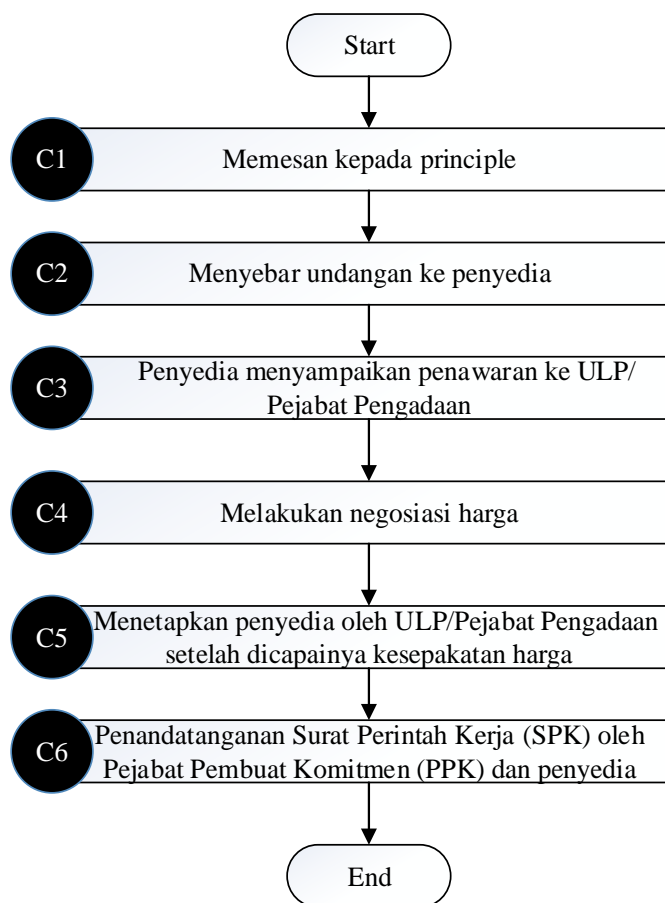 Start
C1
Memesan kepada principle
C2
Menyebar undangan ke penyedia
C3
Penyedia menyampaikan penawaran ke ULP/
Pejabat Pengadaan
C4
Melakukan negosiasi harga
C5
Menetapkan penyedia oleh ULP/Pejabat Pengadaan
setelah dicapainya kesepakatan harga
C6
Penandatanganan Surat Perintah Kerja (SPK) oleh
Pejabat Pembuat Komitmen (PPK) dan penyedia
End